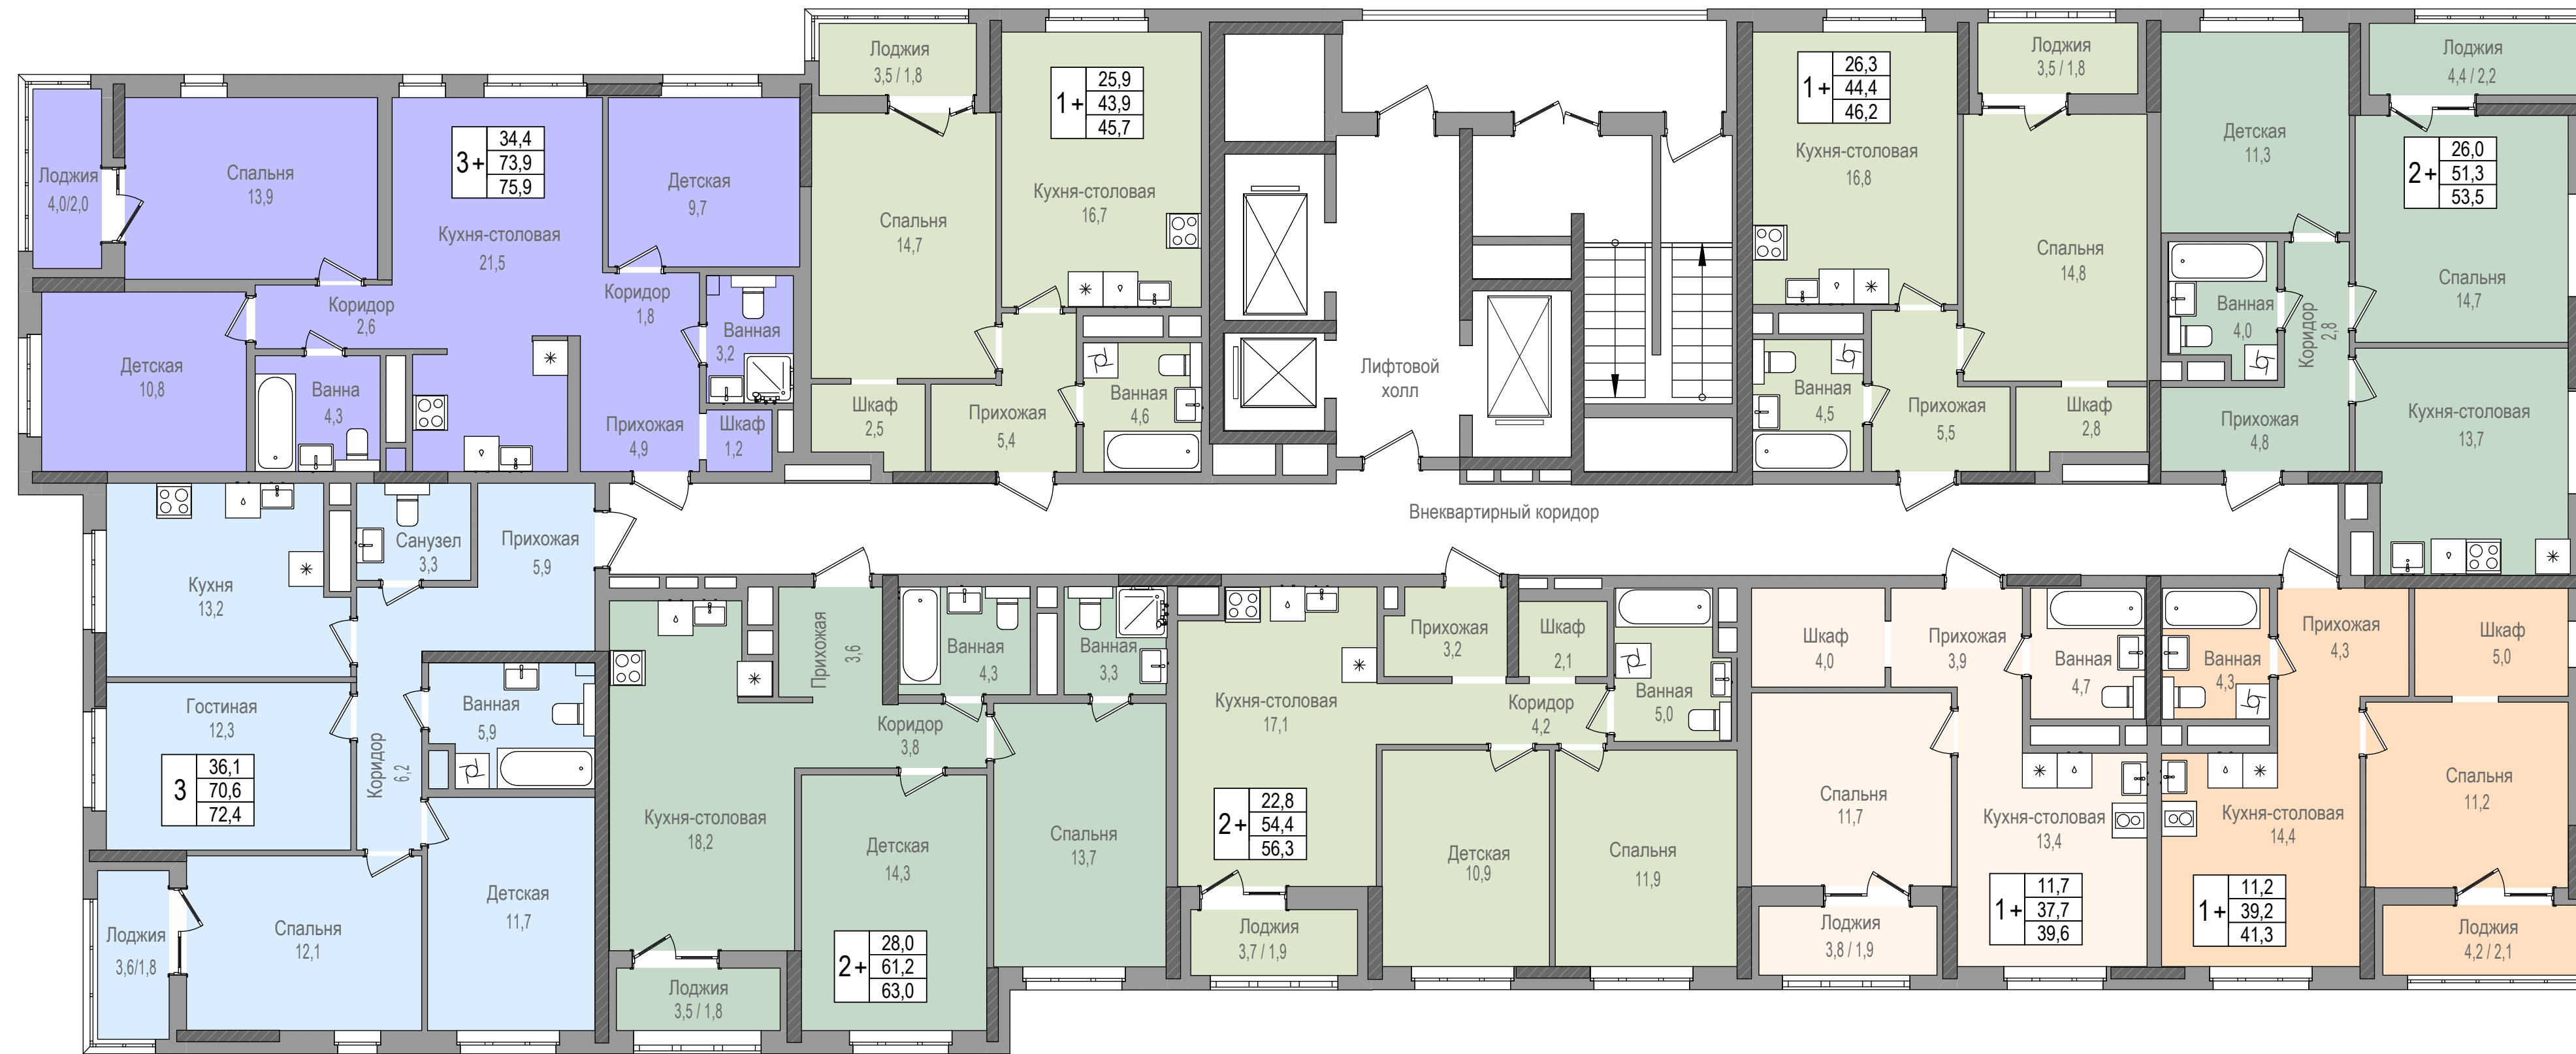 Лоджия
4,0/2,0
Спальня
13,9
3+
34,4
73,9
75,9
Кухня-столовая
21,5
Детская
9,7
Коридор
2,6
Коридор
1,8
Детская
10,8
Ванна
4,3
Ванная
3,2
Прихожая
4,9
Шкаф
1,2
Лоджия
3,5 / 1,8
Спальня
14,7
1+
25,9
43,9
45,7
Кухня-столовая
16,7
Шкаф
2,5
Прихожая
5,4
Ванная
4,6
Лифтовой
холл
1+
26,3
44,4
46,2
Кухня-столовая
16,8
Лоджия
3,5 / 1,8
Спальня
14,8
Ванная
4,5
Прихожая
5,5
Шкаф
2,8
Детская
11,3
Лоджия
4,4 / 2,2
2+
26,0
51,3
53,5
Спальня
14,7
Ванная
4,0
Коридор
2,8
Прихожая
4,8
Кухня-столовая
13,7
Внеквартирный коридор
Кухня
13,2
Санузел
3,3
Прихожая
5,9
Гостиная
12,3
3
36,1
70,6
72,4
Коридор
6,2
Ванная
5,9
Лоджия
3,6/1,8
Спальня
12,1
Детская
11,7
Прихожая
3,6
Ванная
4,3
Ванная
3,3
Коридор
3,8
Кухня-столовая
18,2
Детская
14,3
Спальня
13,7
2+
28,0
61,2
63,0
Лоджия
3,5 / 1,8
Кухня-столовая
17,1
Прихожая
3,2
Шкаф
2,1
Коридор
4,2
Ванная
5,0
2+
22,8
54,4
56,3
Детская
10,9
Спальня
11,9
Лоджия
3,7 / 1,9
Шкаф
4,0
Прихожая
3,9
Ванная
4,7
Спальня
11,7
Кухня-столовая
13,4
1+
11,7
37,7
39,6
Лоджия
3,8 / 1,9
Ванная
4,3
Прихожая
4,3
Шкаф
5,0
Кухня-столовая
14,4
Спальня
11,2
1+
11,2
39,2
41,3
Лоджия
4,2 / 2,1